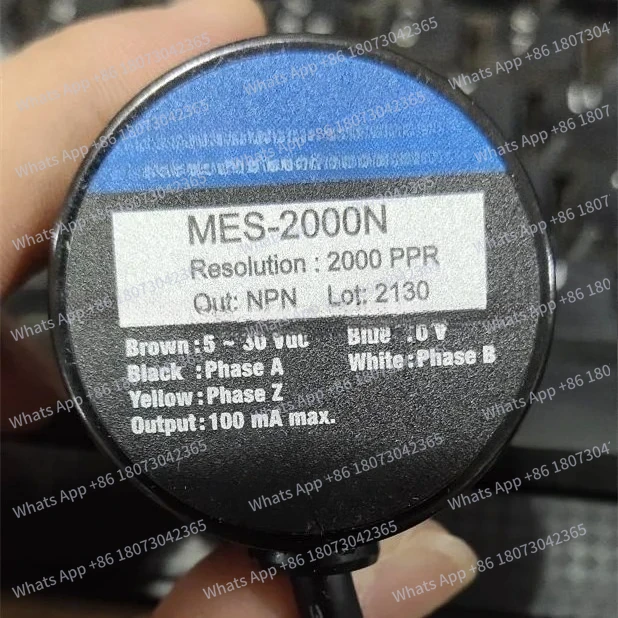 MES-2000N
Resolution : 2000 PPR
Out: NPN Lot: 2130
Brown : 5 ~ 30 Vdc Blue : 0 V
Black : Phase A White : Phase B
Yellow : Phase Z
Output : 100 mA max.
Whats App +86 18073042365